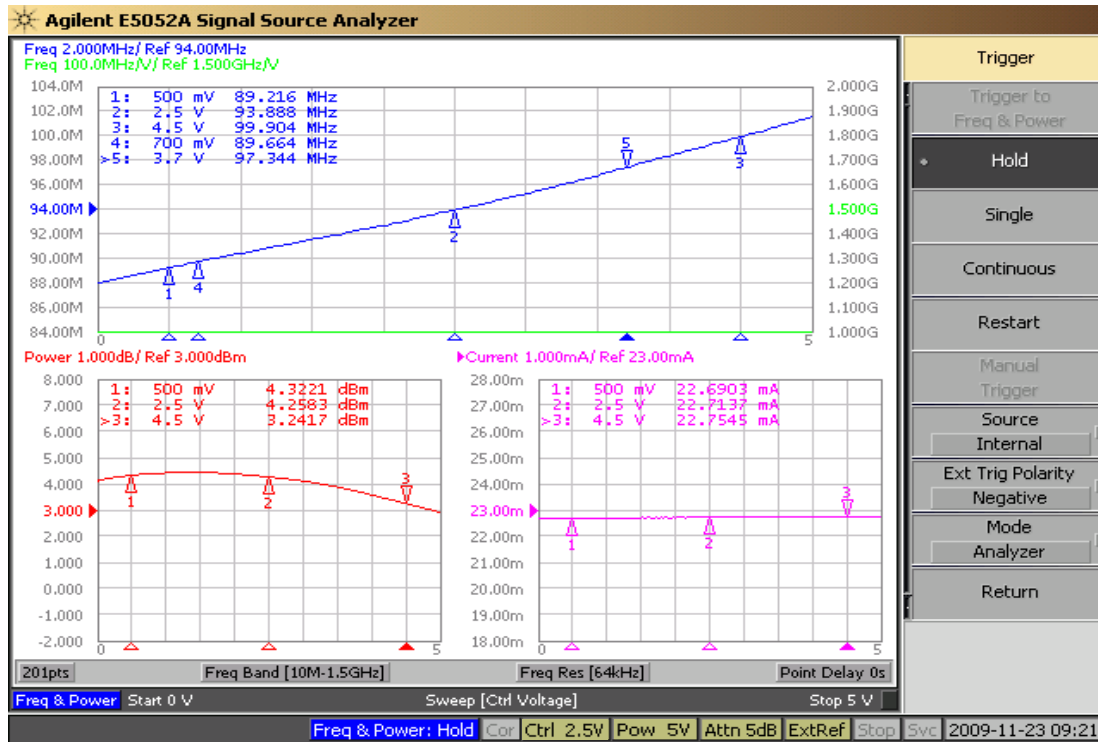 Agilent E5052A Signal Source Analyzer
Freq 2.000MHz/ Ref 94.00MHz
Freq 100.0MHz/V/ Ref 1.500GHz/V
104.0M
102.0M
100.0M
98.00M
96.00M
94.00M
92.00M
90.00M
88.00M
86.00M
84.00M
1: 500 mV 89.216 MHz
2: 2.5 V 93.888 MHz
3: 4.5 V 99.904 MHz
4: 700 mV 89.664 MHz
>5: 3.7 V 97.344 MHz
5
3
2
1
4
2.000G
1.900G
1.800G
1.700G
1.600G
1.500G
1.400G
1.300G
1.200G
1.100G
1.000G
0
5
Power 1.000dB/ Ref 3.000dBm
8.000
7.000
6.000
5.000
4.000
3.000
2.000
1.000
0.000
-1.000
-2.000
1: 500 mV 4.3221 dBm
2: 2.5 V 4.2583 dBm
>3: 4.5 V 3.2417 dBm
1
2
3
0
5
Current 1.000mA/ Ref 23.00mA
28.00m
27.00m
26.00m
25.00m
24.00m
23.00m
22.00m
21.00m
20.00m
19.00m
18.00m
1: 500 mV 22.6903 mA
2: 2.5 V 22.7137 mA
>3: 4.5 V 22.7545 mA
1
2
3
0
5
201pts
Freq Band [10M-1.5GHz]
Freq Res [64kHz]
Point Delay 0s
Freq & Power Start 0 V
Sweep [Ctrl Voltage]
Stop 5 V
Trigger
Trigger to
Freq & Power
Hold
Single
Continuous
Restart
Manual
Trigger
Source
Internal
Ext Trig Polarity
Negative
Mode
Analyzer
Return
Freq & Power: Hold
Cor
Ctrl 2.5V
Pow 5V
Attn 5dB
ExtRef
Stop
Svc
2009-11-23 09:21